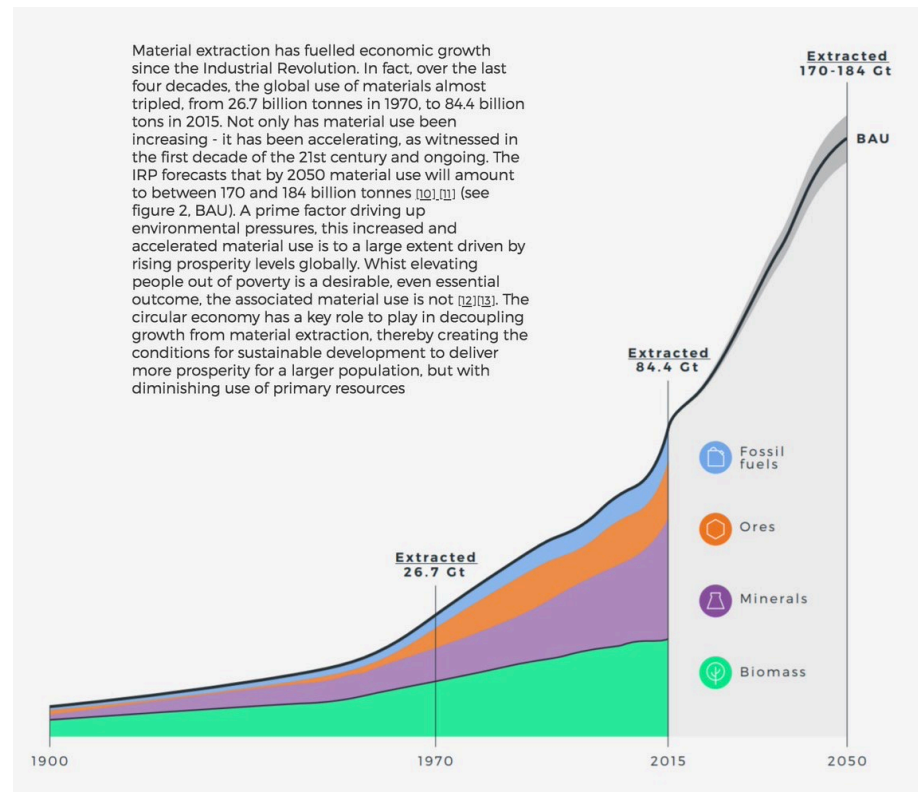 Material extraction has fuelled economic growth
since the Industrial Revolution. In fact, over the last
four decades, the global use of materials almost
tripled, from 26.7 billion tonnes in 1970, to 84.4 billion
tons in 2015. Not only has material use been
increasing - it has been accelerating, as witnessed in
the first decade of the 21st century and ongoing. The
IRP forecasts that by 2050 material use will amount
to between 170 and 184 billion tonnes [10] [11] (see
figure 2, BAU). A prime factor driving up
environmental pressures, this increased and
accelerated material use is to a large extent driven by
rising prosperity levels globally. Whist elevating
people out of poverty is a desirable, even essential
outcome, the associated material use is not [12][13]. The
circular economy has a key role to play in decoupling
growth from material extraction, thereby creating the
conditions for sustainable development to deliver
more prosperity for a larger population, but with
diminishing use of primary resources
Extracted
170-184 Gt
BAU
Extracted
84.4 Gt
Fossil
fuels
Ores
Extracted
26.7 Gt
Minerals
Biomass
1900
1970
2015
2050